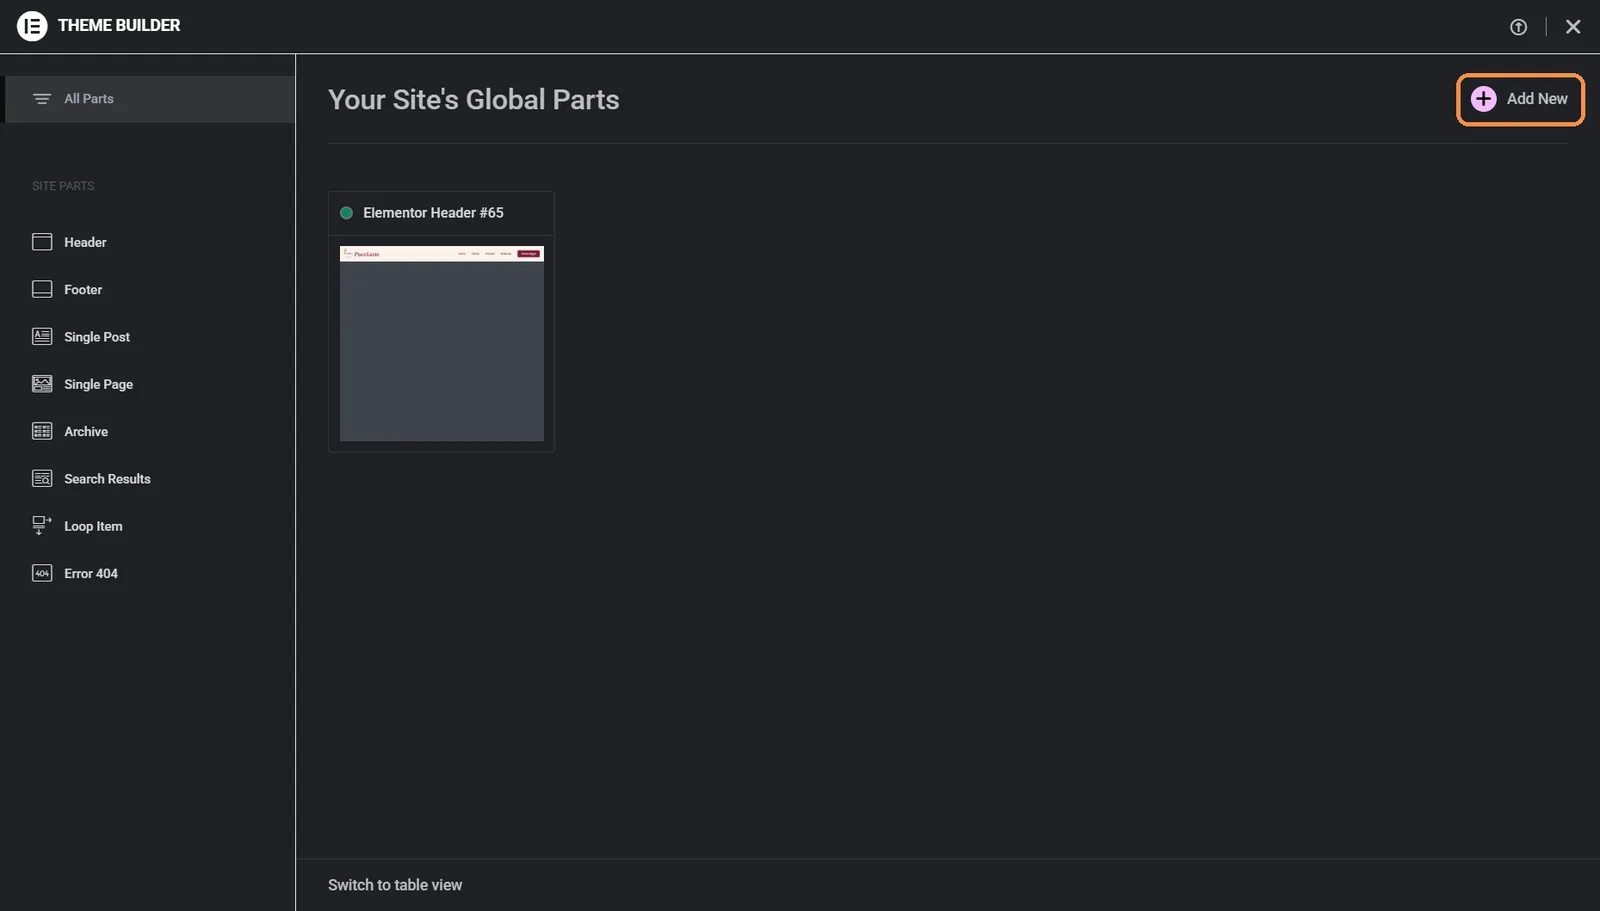 THEME BUILDER
All Parts
SITE PARTS
Header
Footer
Single Post
Single Page
Archive
Search Results
Loop Item
404
Error 404
Your Site's Global Parts
Add New
Elementor Header #65
Switch to table view